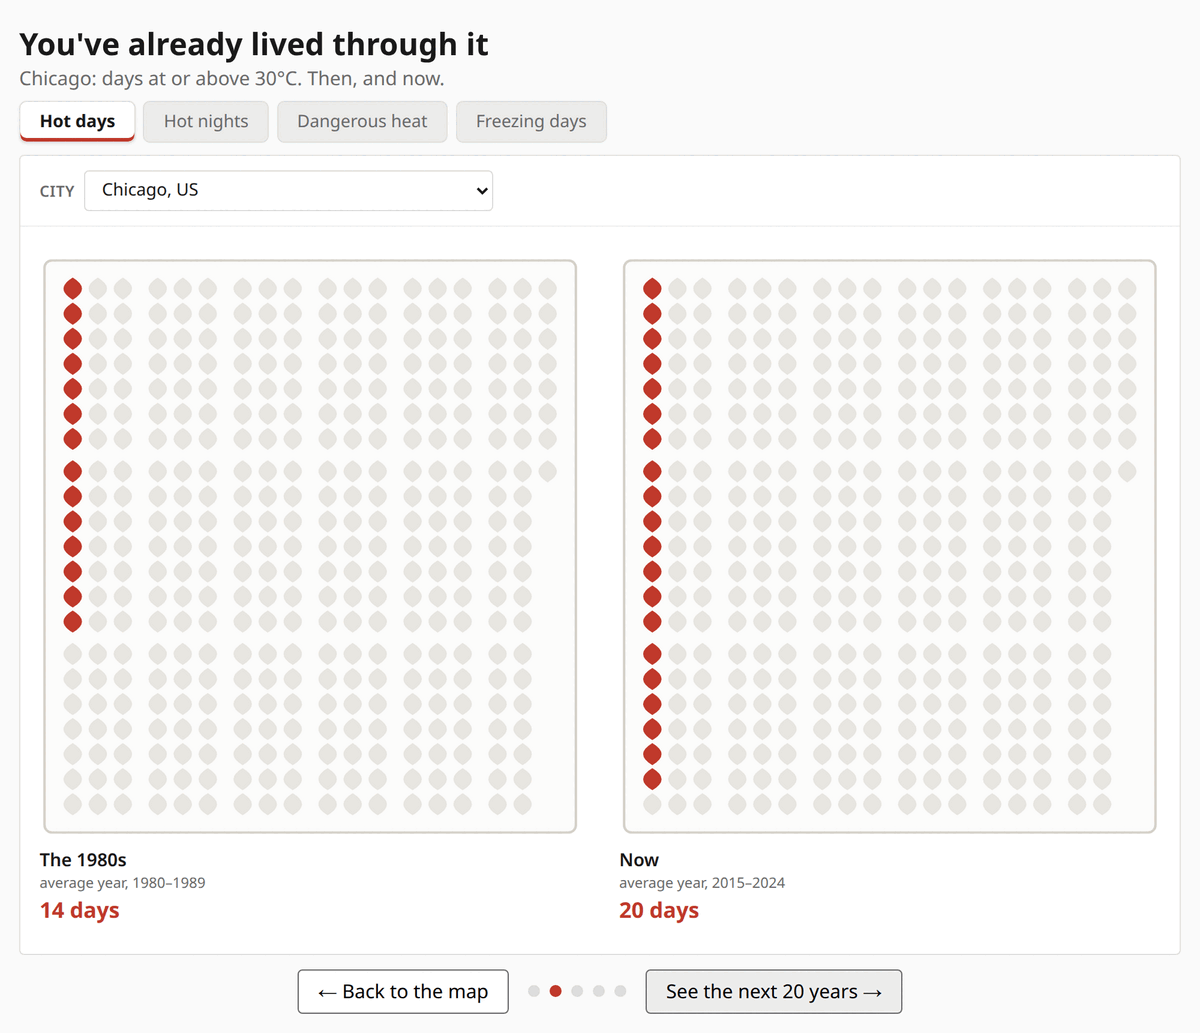 You've already lived through it
Chicago: days at or above 30°C. Then, and now.
Hot days Hot nights Dangerous heat Freezing days
CITY Chicago, US
The 1980s
average year, 1980–1989
14 days
Now
average year, 2015–2024
20 days
← Back to the map See the next 20 years →